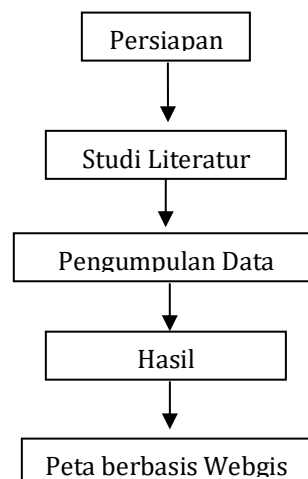 Persiapan
Studi Literatur
Pengumpulan Data
Hasil
Peta berbasis Webgis